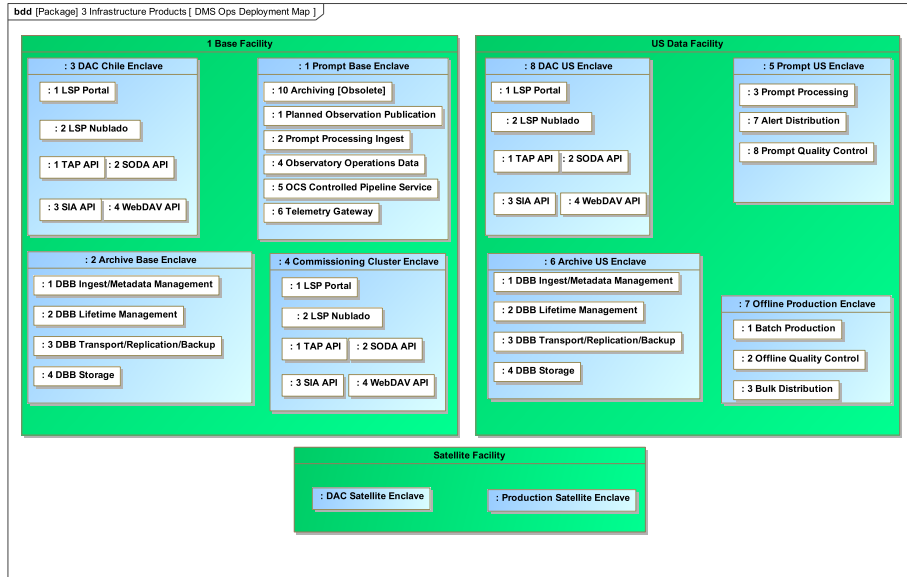 bdd [Package] 3 Infrastructure Products [ DMS Ops Deployment Map ]
1 Base Facility
: 3 DAC Chile Enclave
: 1 LSP Portal
: 2 LSP Nublado
: 1 TAP API
: 2 SODA API
: 3 SIA API
: 4 WebDAV API
: 1 Prompt Base Enclave
: 10 Archiving [Obsolete]
: 1 Planned Observation Publication
: 2 Prompt Processing Ingest
: 4 Observatory Operations Data
: 5 OCS Controlled Pipeline Service
: 6 Telemetry Gateway
: 2 Archive Base Enclave
: 1 DBB Ingest/Metadata Management
: 2 DBB Lifetime Management
: 3 DBB Transport/Replication/Backup
: 4 DBB Storage
: 4 Commissioning Cluster Enclave
: 1 LSP Portal
: 2 LSP Nublado
: 1 TAP API
: 2 SODA API
: 3 SIA API
: 4 WebDAV API
US Data Facility
: 8 DAC US Enclave
: 1 LSP Portal
: 2 LSP Nublado
: 1 TAP API
: 2 SODA API
: 3 SIA API
: 4 WebDAV API
: 5 Prompt US Enclave
: 3 Prompt Processing
: 7 Alert Distribution
: 8 Prompt Quality Control
: 6 Archive US Enclave
: 1 DBB Ingest/Metadata Management
: 2 DBB Lifetime Management
: 3 DBB Transport/Replication/Backup
: 4 DBB Storage
: 7 Offline Production Enclave
: 1 Batch Production
: 2 Offline Quality Control
: 3 Bulk Distribution
Satellite Facility
: DAC Satellite Enclave
: Production Satellite Enclave